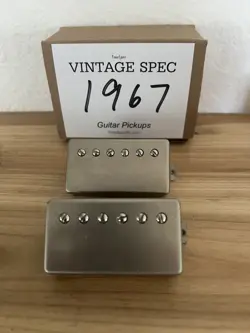 VINTAGE SPEC
1967
Guitar Pickups